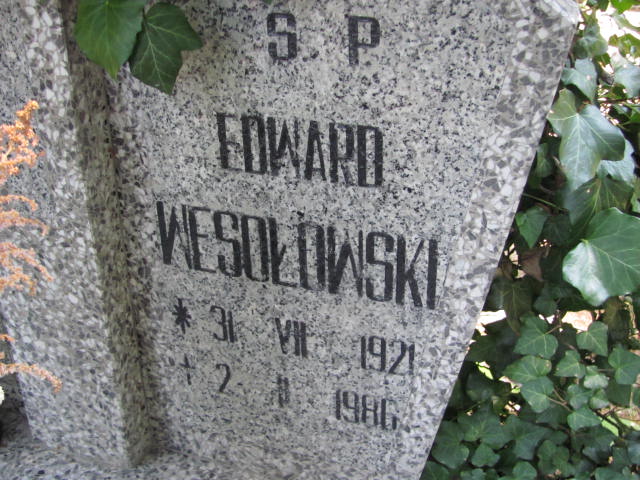 S P
EDWARD
WESOŁOWSKI
* 31 VII 1921
† 2 II 1986